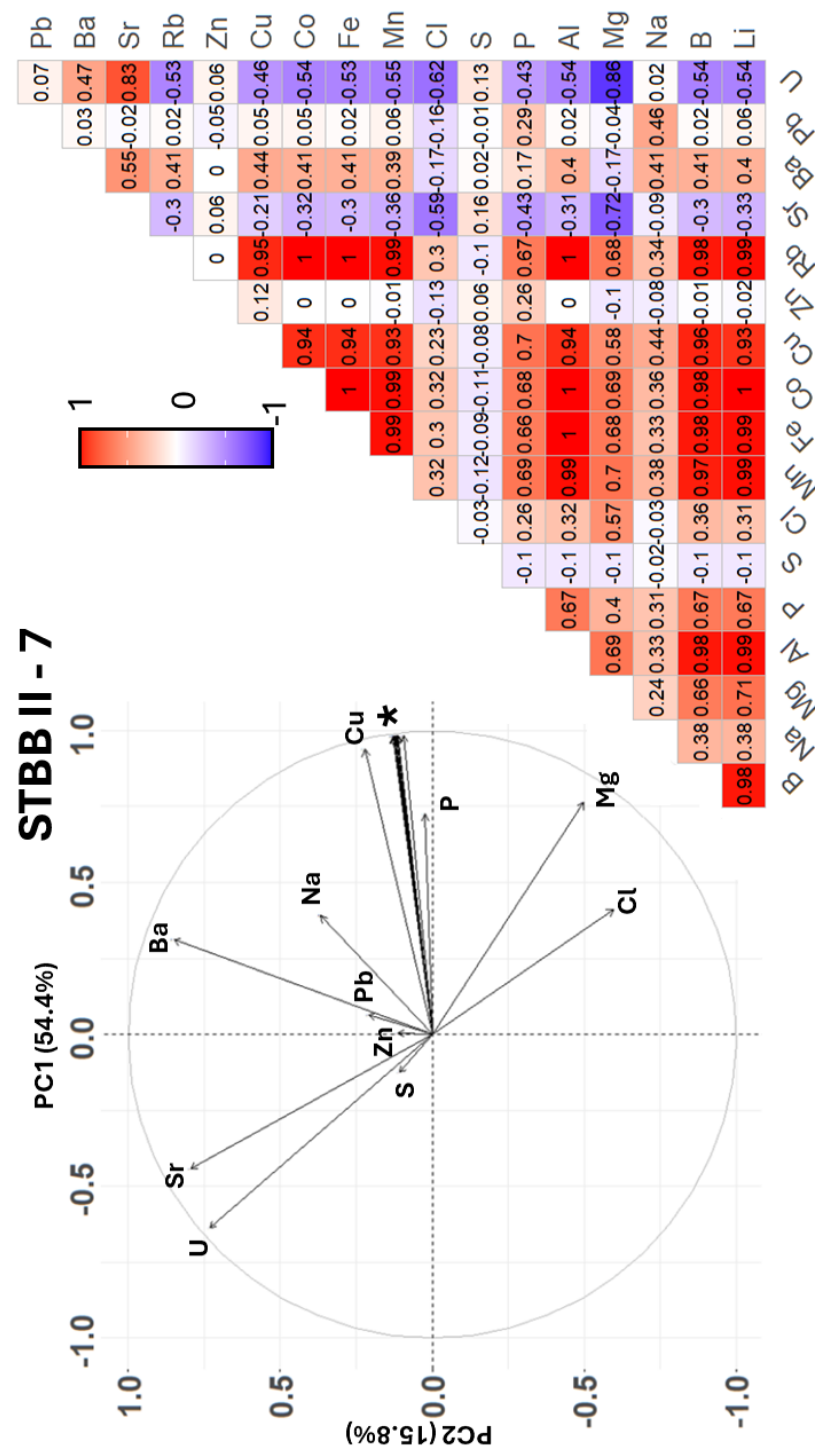 STBB II - 7
PC1 (54.4%)
-1.0 -0.5 0.0 0.5 1.0
PC2 (15.8%)
1.0
0.5
0.0
-0.5
-1.0
U
Sr
S
Zn
Pb
Ba
Na
Cu
*
P
Mg
Cl
1
0
-1
0.07 Pb
0.03 0.47 Ba
0.55 -0.02 0.83 Sr
-0.3 0.41 0.02 -0.53 Rb
0 0.06 0 -0.05 0.06 Zn
0.12 0.95 -0.21 0.44 0.05 -0.46 Cu
0.94 0 1 -0.32 0.41 0.05 -0.54 Co
1 0.94 0 1 -0.3 0.41 0.02 -0.53 Fe
0.99 0.99 0.93 -0.01 0.99 -0.36 0.39 0.06 -0.55 Mn
0.32 0.3 0.32 0.23 -0.13 0.3 -0.59 -0.17 -0.16 -0.62 Cl
-0.03 -0.12 -0.09 -0.11 -0.08 0.06 -0.1 0.16 0.02 -0.01 0.13 S
-0.1 0.26 0.69 0.66 0.68 0.7 0.26 0.67 -0.43 0.17 0.29 -0.43 P
0.67 -0.1 0.32 0.99 1 1 0.94 0 1 -0.31 0.4 0.02 -0.54 Al
0.69 0.4 -0.1 0.57 0.7 0.68 0.69 0.58 -0.1 0.68 -0.72 -0.17 -0.04 -0.86 Mg
0.24 0.33 0.31 -0.02 -0.03 0.38 0.33 0.36 0.44 -0.08 0.34 -0.09 0.41 0.46 0.02 Na
0.38 0.66 0.98 0.67 -0.1 0.36 0.97 0.98 0.98 0.96 -0.01 0.98 -0.3 0.41 0.02 -0.54 B
0.98 0.38 0.71 0.99 0.67 -0.1 0.31 0.99 0.99 1 0.93 -0.02 0.99 -0.33 0.4 0.06 -0.54 Li
B Na Mg Al P S Cl Mn Fe Co Cu Zn Rb Sr Ba Pb U